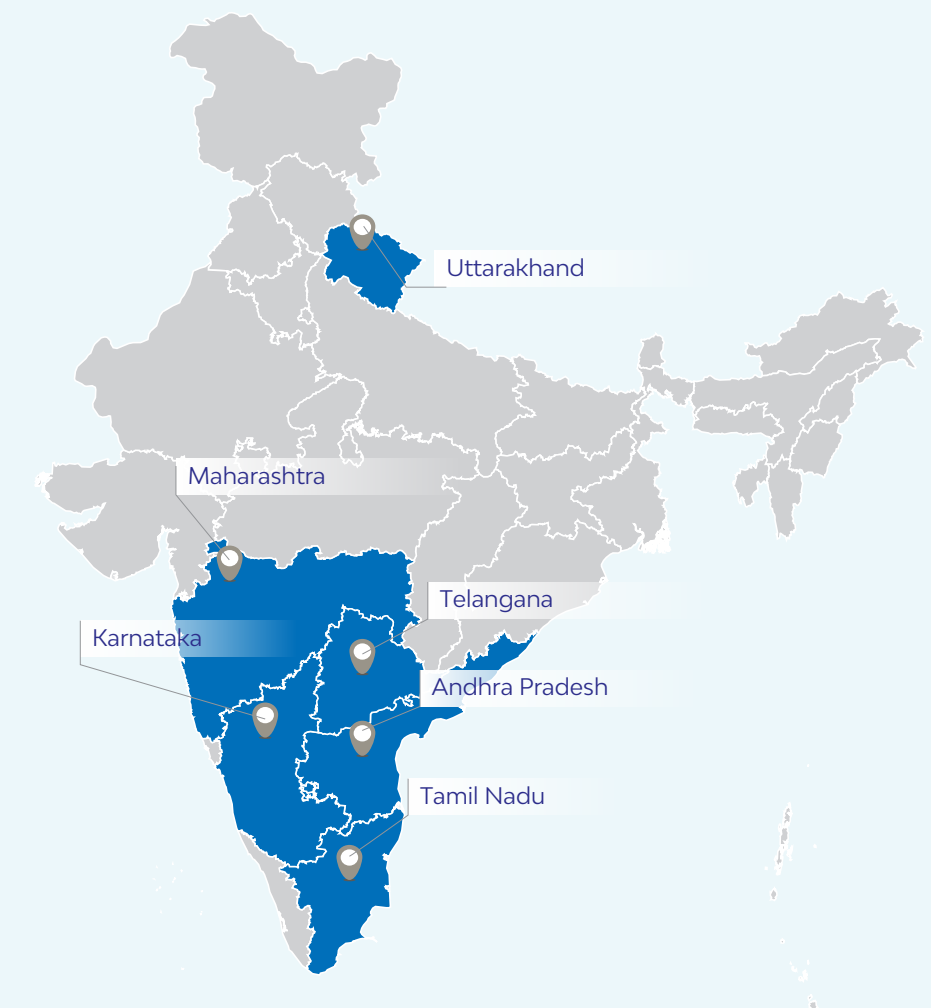 Uttarakhand
Maharashtra
Telangana
Karnataka
Andhra Pradesh
Tamil Nadu